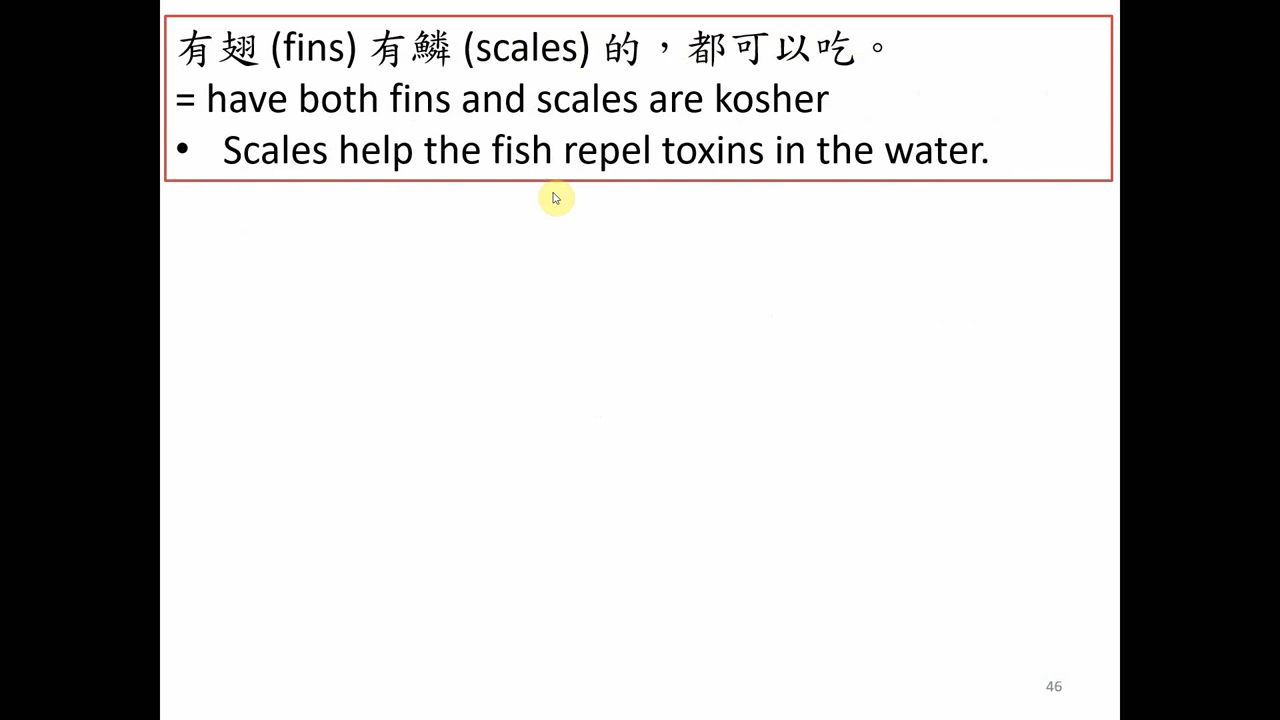 有翅 (fins) 有鱗 (scales) 的，都可以吃。
= have both fins and scales are kosher
• Scales help the fish repel toxins in the water.
46